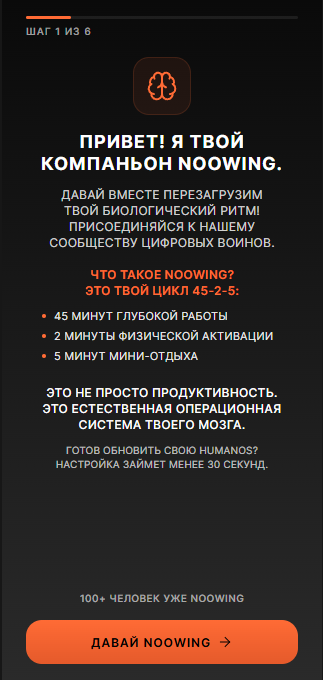 ШАГ 1 ИЗ 6
ПРИВЕТ! Я ТВОЙ
КОМПАНЬОН NOOWING.
ДАВАЙ ВМЕСТЕ ПЕРЕЗАГРУЗИМ
ТВОЙ БИОЛОГИЧЕСКИЙ РИТМ!
ПРИСОЕДИНЯЙСЯ К НАШЕМУ
СООБЩЕСТВУ ЦИФРОВЫХ ВОИНОВ.
ЧТО ТАКОЕ NOOWING?
ЭТО ТВОЙ ЦИКЛ 45-2-5:
• 45 МИНУТ ГЛУБОКОЙ РАБОТЫ
• 2 МИНУТЫ ФИЗИЧЕСКОЙ АКТИВАЦИИ
• 5 МИНУТ МИНИ-ОТДЫХА
ЭТО НЕ ПРОСТО ПРОДУКТИВНОСТЬ.
ЭТО ЕСТЕСТВЕННАЯ ОПЕРАЦИОННАЯ
СИСТЕМА ТВОЕГО МОЗГА.
ГОТОВ ОБНОВИТЬ СВОЮ HUMANOS?
НАСТРОЙКА ЗАЙМЕТ МЕНЕЕ 30 СЕКУНД.
100+ ЧЕЛОВЕК УЖЕ NOOWING
ДАВАЙ NOOWING →